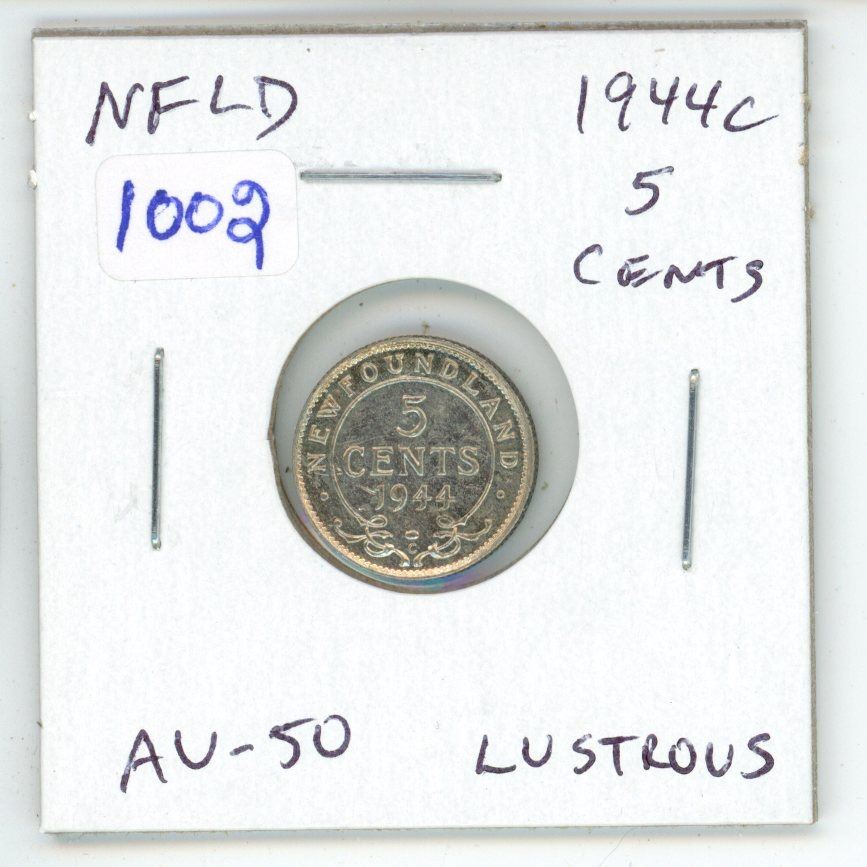 NFLD
1944C
1002
5
CENTS
NEWFOUNDLAND
5
CENTS
1944
C
AU-50
LUSTROUS